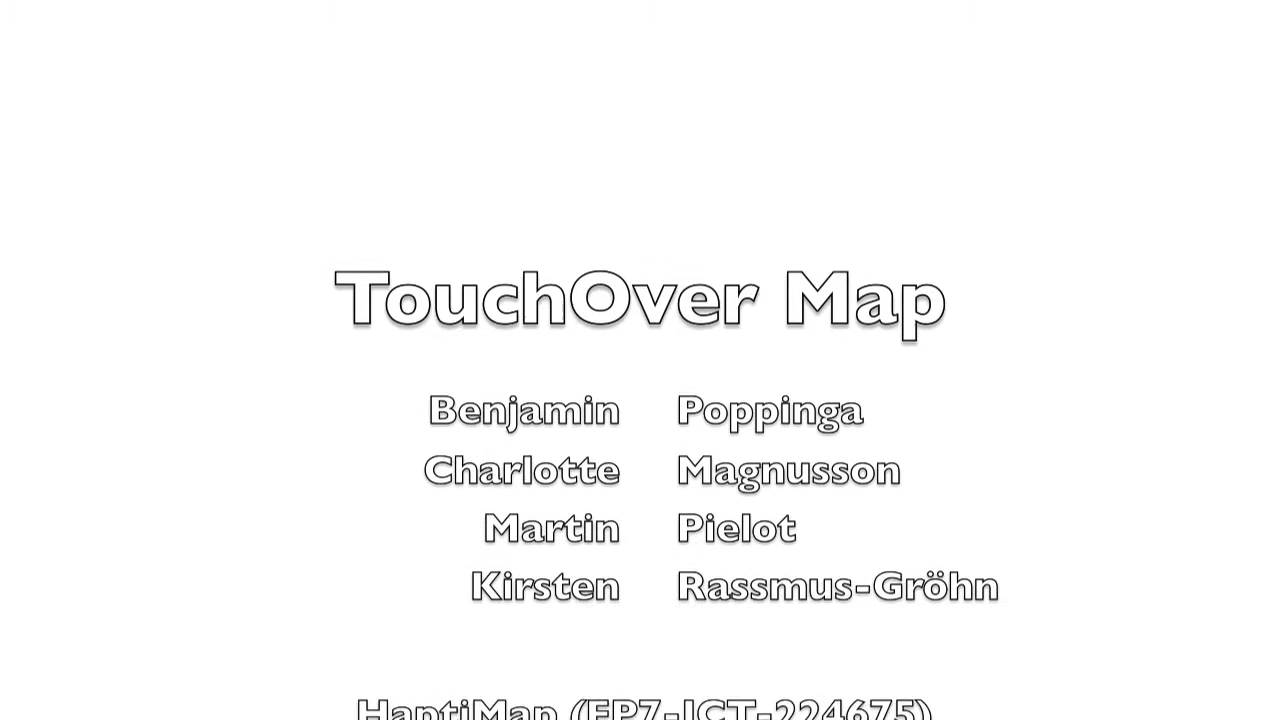 TouchOver Map
Benjamin Poppinga
Charlotte Magnusson
Martin Pielot
Kirsten Rassmus-Gröhn
HaptiMap (FP7-ICT-224675)